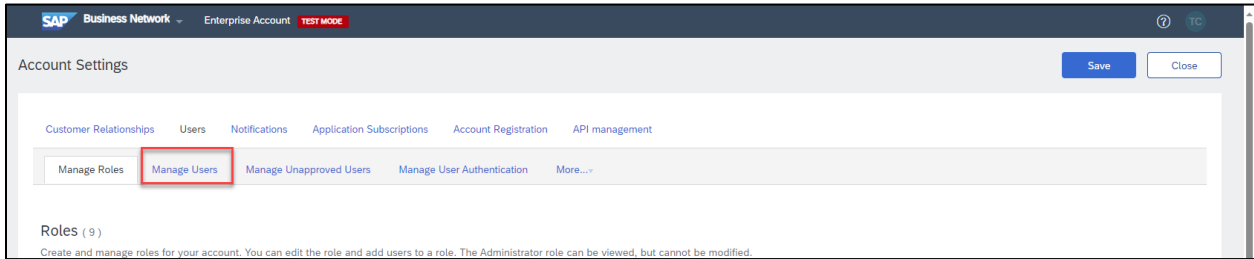 SAP Business Network Enterprise Account TEST MODE ? TC
Account Settings Save Close
Customer Relationships Users Notifications Application Subscriptions Account Registration API management
Manage Roles Manage Users Manage Unapproved Users Manage User Authentication More...
Roles ( 9 )
Create and manage roles for your account. You can edit the role and add users to a role. The Administrator role can be viewed, but cannot be modified.